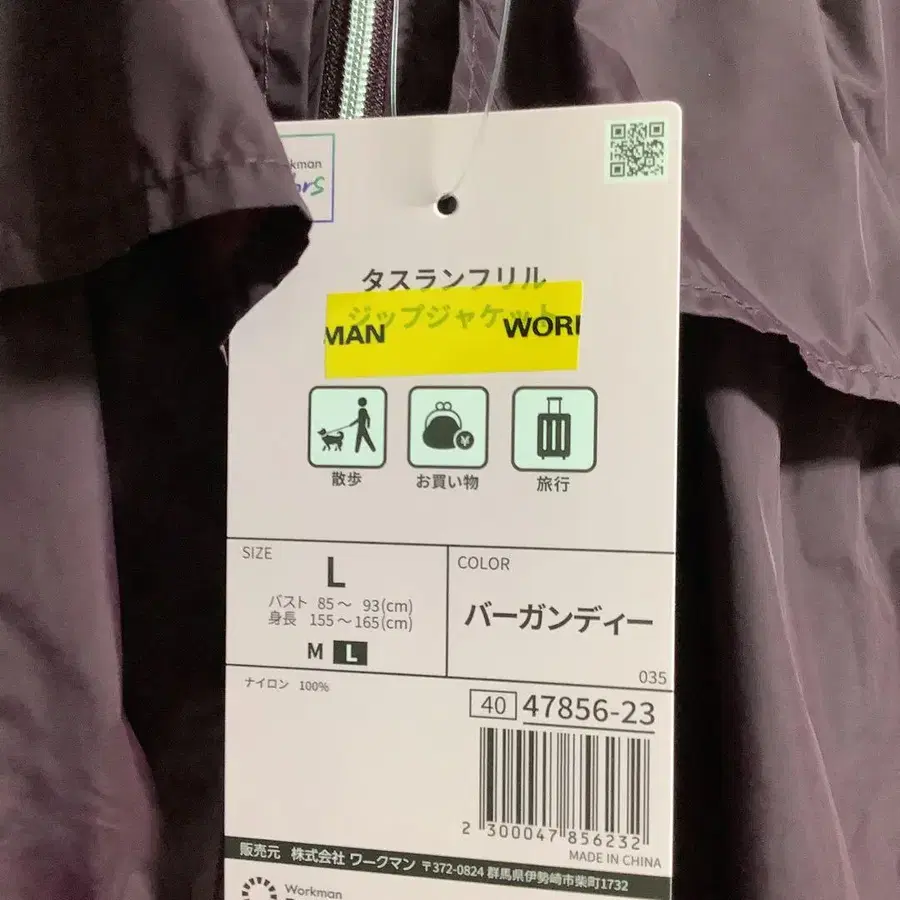 タスランフリル
ジップジャケット
MAN WOR
散歩
お買い物
旅行
SIZE
L
バスト 85～ 93(cm)
身長 155～165(cm)
M L
COLOR
バーガンディー
035
ナイロン 100%
40 47856-23
2 300047 856232
MADE IN CHINA
販売元 株式会社 ワークマン 〒372-0824 群馬県伊勢崎市柴町1732
Workman